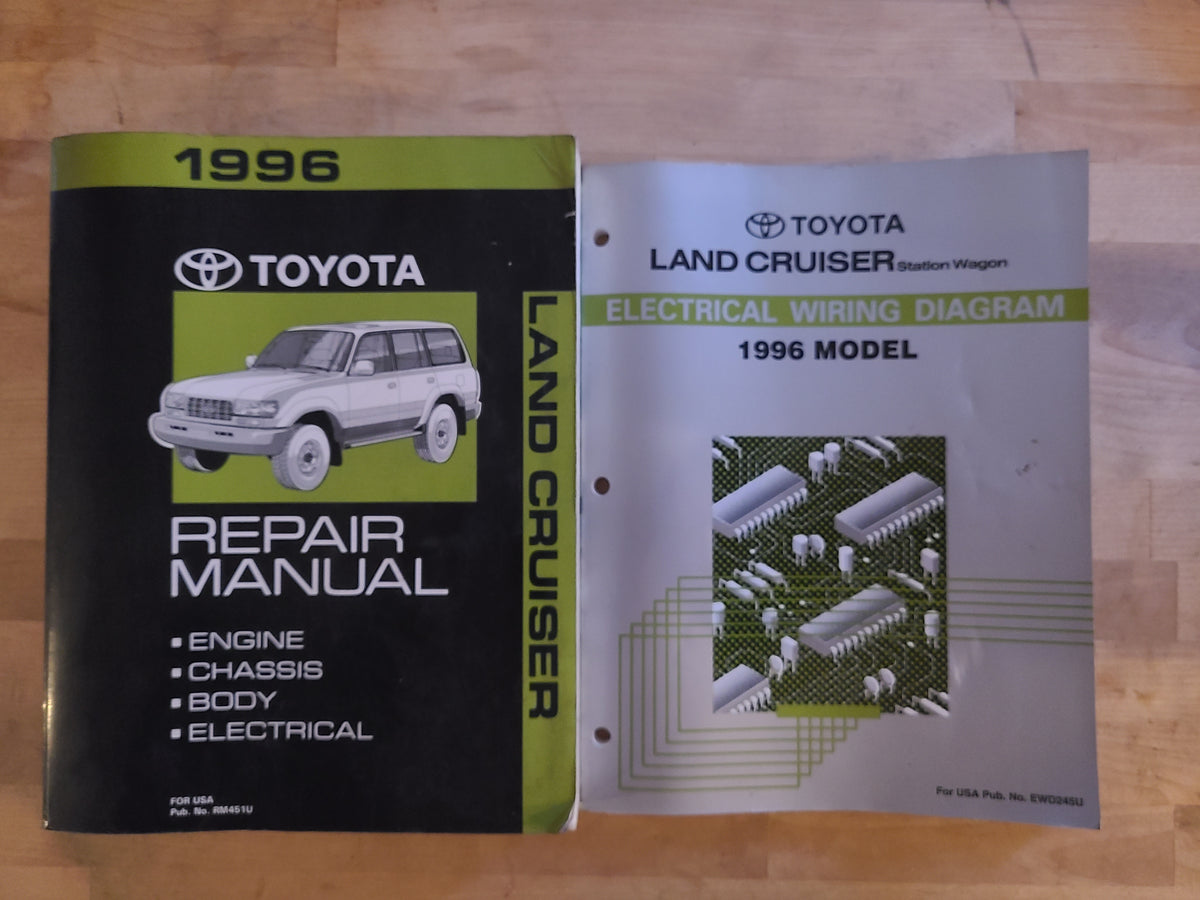 1996
TOYOTA
LAND CRUISER
REPAIR
MANUAL
▪ ENGINE
▪ CHASSIS
▪ BODY
▪ ELECTRICAL
FOR USA
Pub. No. RM451U
TOYOTA
LAND CRUISER Station Wagon
ELECTRICAL WIRING DIAGRAM
1996 MODEL
For USA Pub. No. EWD245U